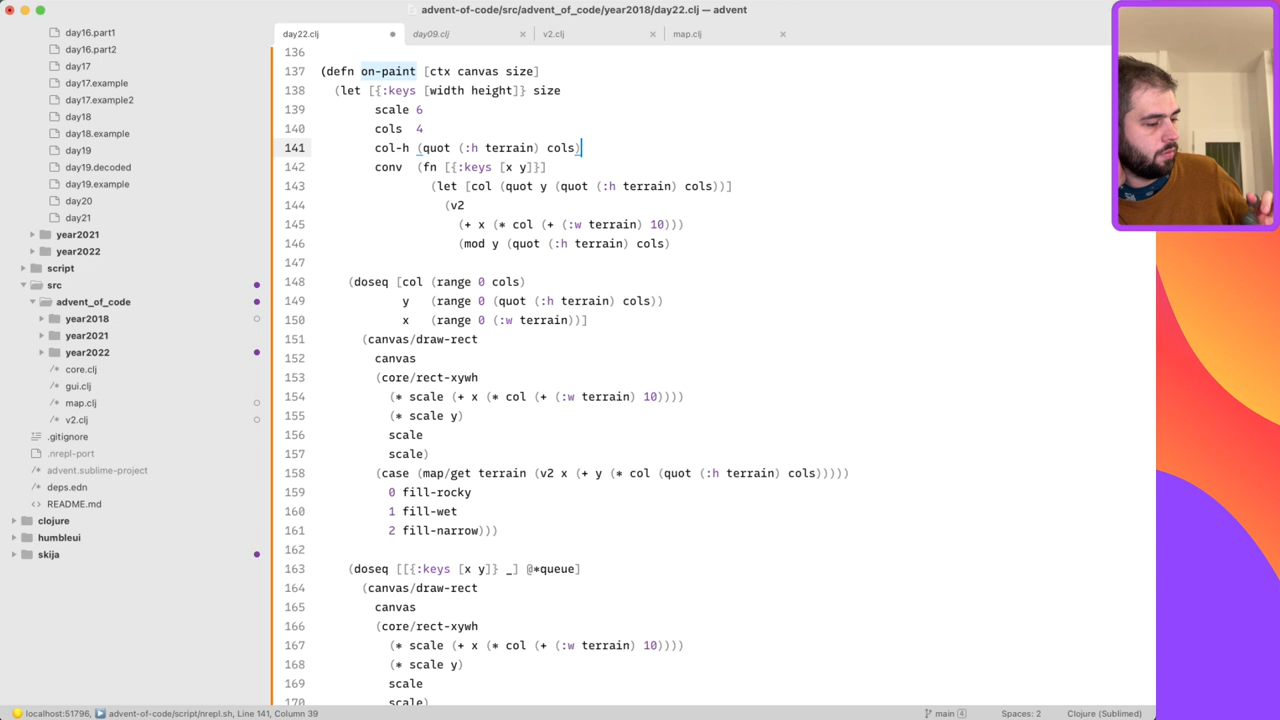 advent-of-code/src/advent_of_code/year2018/day22.clj — advent
day22.clj
day09.clj
v2.clj
map.clj
day16.part1
day16.part2
day17
day17.example
day17.example2
day18
day18.example
day19
day19.decoded
day19.example
day20
day21
year2021
year2022
script
src
advent_of_code
year2018
year2021
year2022
core.clj
gui.clj
map.clj
v2.clj
.gitignore
.nrepl-port
advent.sublime-project
deps.edn
README.md
clojure
humbleui
skija
136
137 (defn on-paint [ctx canvas size]
138 (let [{:keys [width height]} size
139 scale 6
140 cols 4
141 col-h (quot (:h terrain) cols)
142 conv (fn [{:keys [x y]}]
143 (let [col (quot y (quot (:h terrain) cols))]
144 (v2
145 (+ x (* col (+ (:w terrain) 10)))
146 (mod y (quot (:h terrain) cols)
147
148 (doseq [col (range 0 cols)
149 y (range 0 (quot (:h terrain) cols))
150 x (range 0 (:w terrain))]
151 (canvas/draw-rect
152 canvas
153 (core/rect-xywh
154 (* scale (+ x (* col (+ (:w terrain) 10))))
155 (* scale y)
156 scale
157 scale)
158 (case (map/get terrain (v2 x (+ y (* col (quot (:h terrain) cols)))))
159 0 fill-rocky
160 1 fill-wet
161 2 fill-narrow)))
162
163 (doseq [[{:keys [x y]} _] @*queue]
164 (canvas/draw-rect
165 canvas
166 (core/rect-xywh
167 (* scale (+ x (* col (+ (:w terrain) 10))))
168 (* scale y)
169 scale
170 scale)
localhost:51796, advent-of-code/script/nrepl.sh, Line 141, Column 39
main 4
Spaces: 2
Clojure (Sublimed)